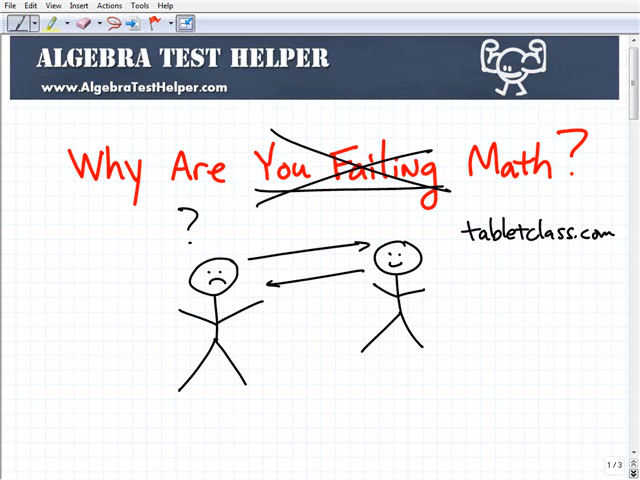 File Edit View Insert Actions Tools Help
ALGEBRA TEST HELPER
www.AlgebraTestHelper.com
Why Are You Failing Math?
?
tabletclass.com
1 / 3